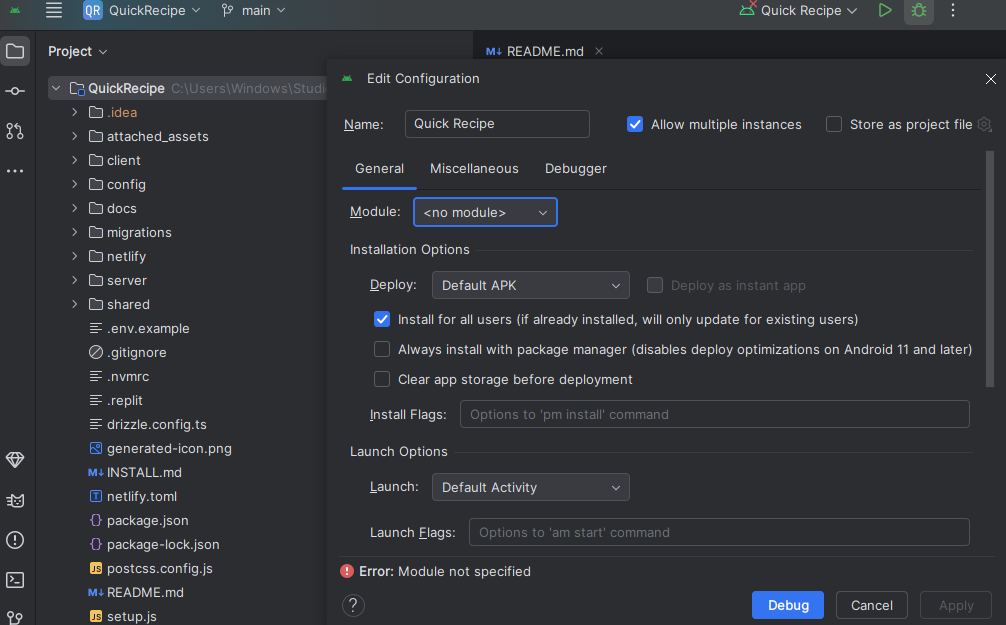 QR QuickRecipe main Quick Recipe
Project
M↓ README.md
QuickRecipe C:\Users\Windows\Studi
.idea
attached_assets
client
config
docs
migrations
netlify
server
shared
.env.example
.gitignore
.nvmrc
.replit
drizzle.config.ts
generated-icon.png
M↓ INSTALL.md
T netlify.toml
{} package.json
{} package-lock.json
JS postcss.config.js
M↓ README.md
JS setup.js
Edit Configuration
Name: Quick Recipe Allow multiple instances Store as project file
General Miscellaneous Debugger
Module: <no module>
Installation Options
Deploy: Default APK Deploy as instant app
Install for all users (if already installed, will only update for existing users)
Always install with package manager (disables deploy optimizations on Android 11 and later)
Clear app storage before deployment
Install Flags: Options to 'pm install' command
Launch Options
Launch: Default Activity
Launch Flags: Options to 'am start' command
Error: Module not specified
? Debug Cancel Apply